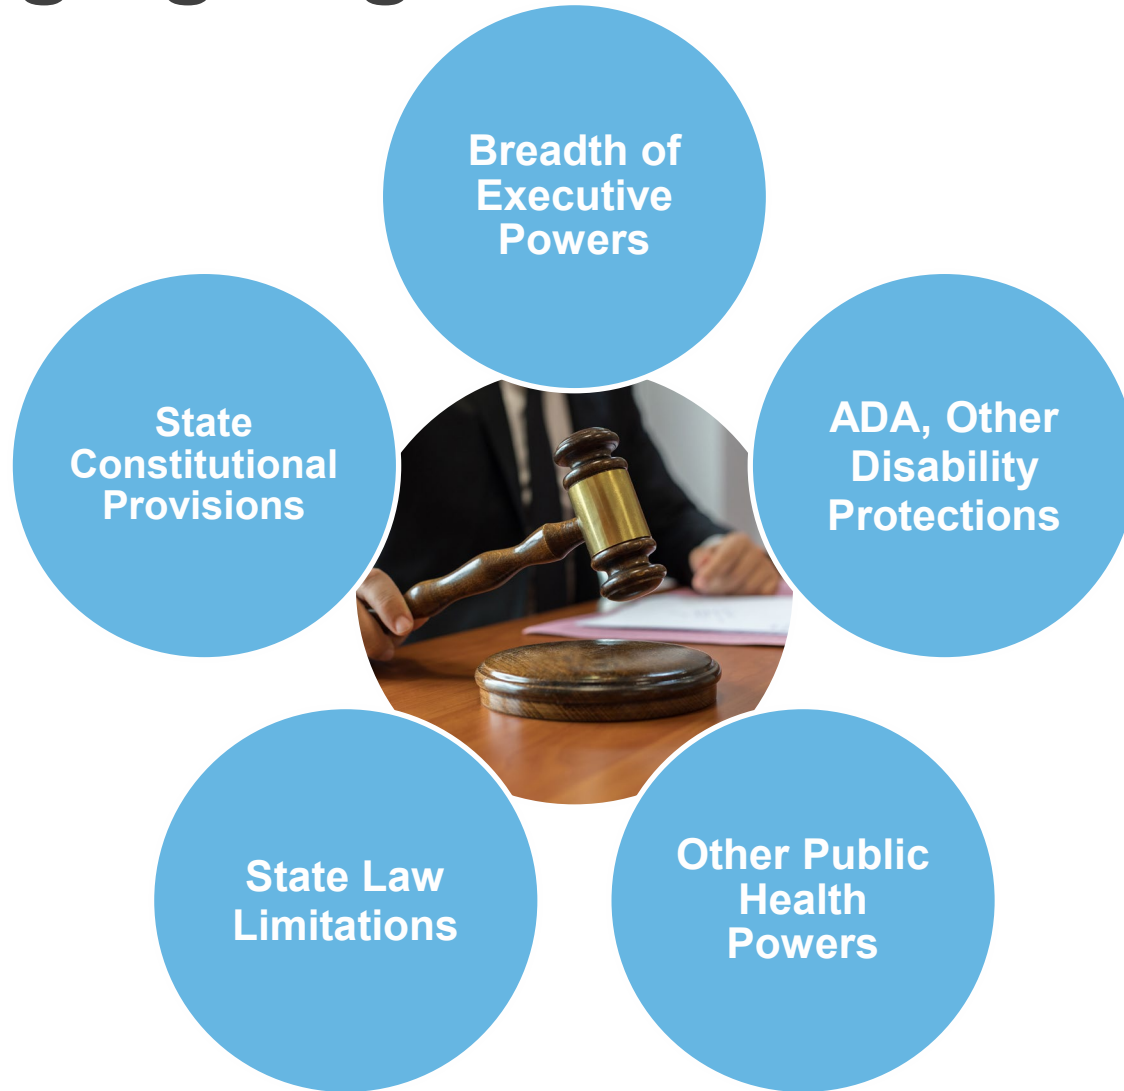 Breadth of
Executive
Powers
ADA, Other
Disability
Protections
Other Public
Health
Powers
State Law
Limitations
State
Constitutional
Provisions